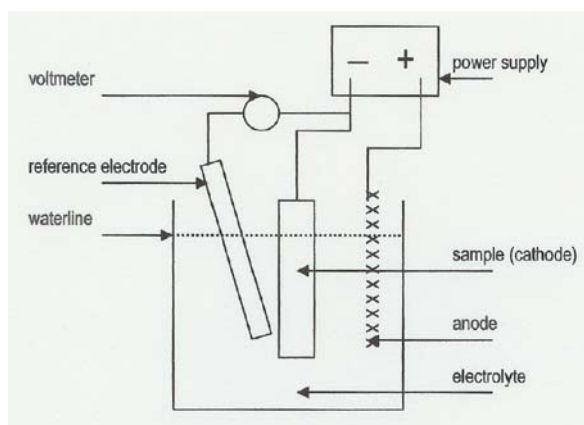 − +
power supply
voltmeter
reference electrode
waterline
sample (cathode)
anode
electrolyte